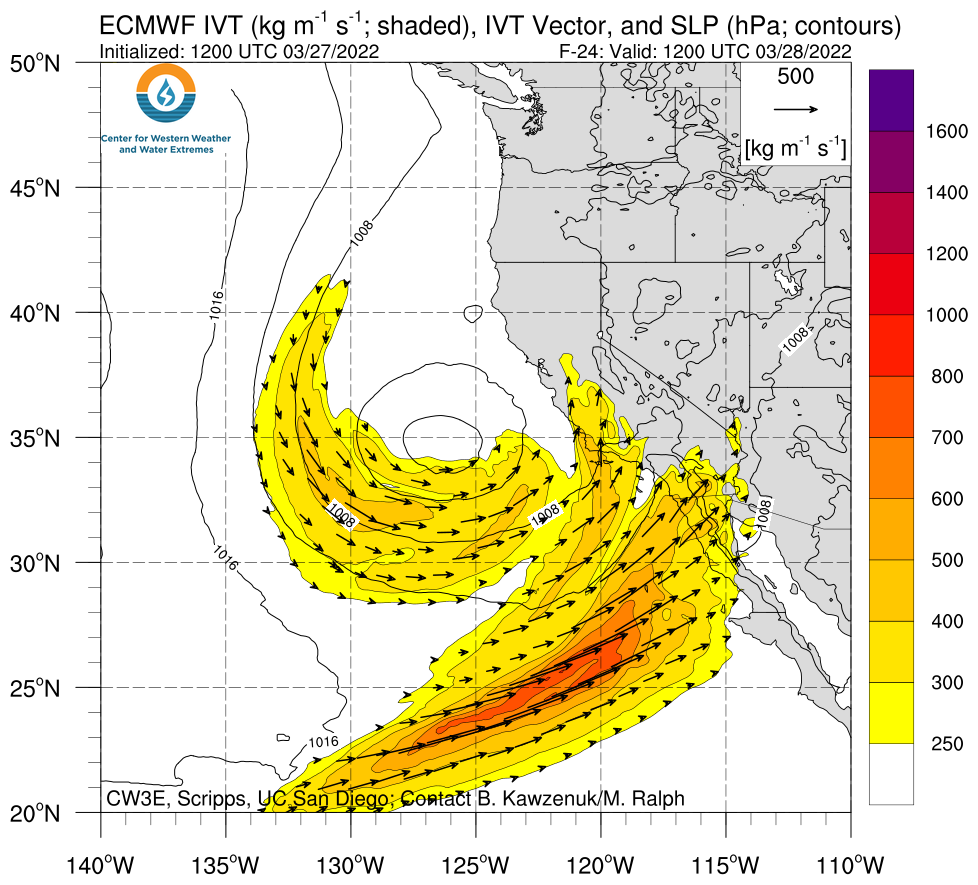 ECMWF IVT (kg m-1 s-1; shaded), IVT Vector, and SLP (hPa; contours)
Initialized: 1200 UTC 03/27/2022 F-24: Valid: 1200 UTC 03/28/2022
50°N
Center for Western Weather
and Water Extremes
500
[kg m-1 s-1]
1600
45°N
1400
1008
1200
1016
40°N
1000
1008
800
35°N
700
600
1008
1008
1008
500
1016
30°N
400
25°N
300
1016
250
CW3E, Scripps, UC San Diego; Contact B. Kawzenuk/M. Ralph
20°N
140°W 135°W 130°W 125°W 120°W 115°W 110°W